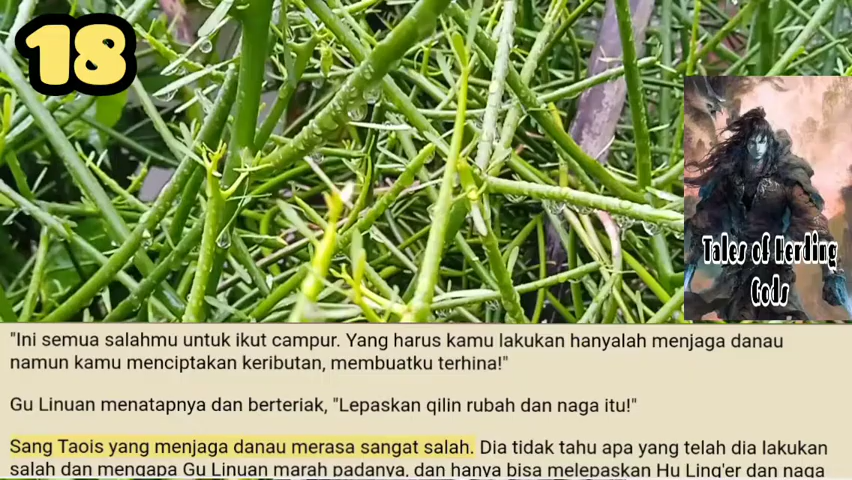 18
Tales of Herding
Gods
"Ini semua salahmu untuk ikut campur. Yang harus kamu lakukan hanyalah menjaga danau
namun kamu menciptakan keributan, membuatku terhina!"
Gu Linuan menatapnya dan berteriak, "Lepaskan qilin rubah dan naga itu!"
Sang Taois yang menjaga danau merasa sangat salah. Dia tidak tahu apa yang telah dia lakukan
salah dan mengapa Gu Linuan marah padanya, dan hanya bisa melepaskan Hu Ling'er dan naga